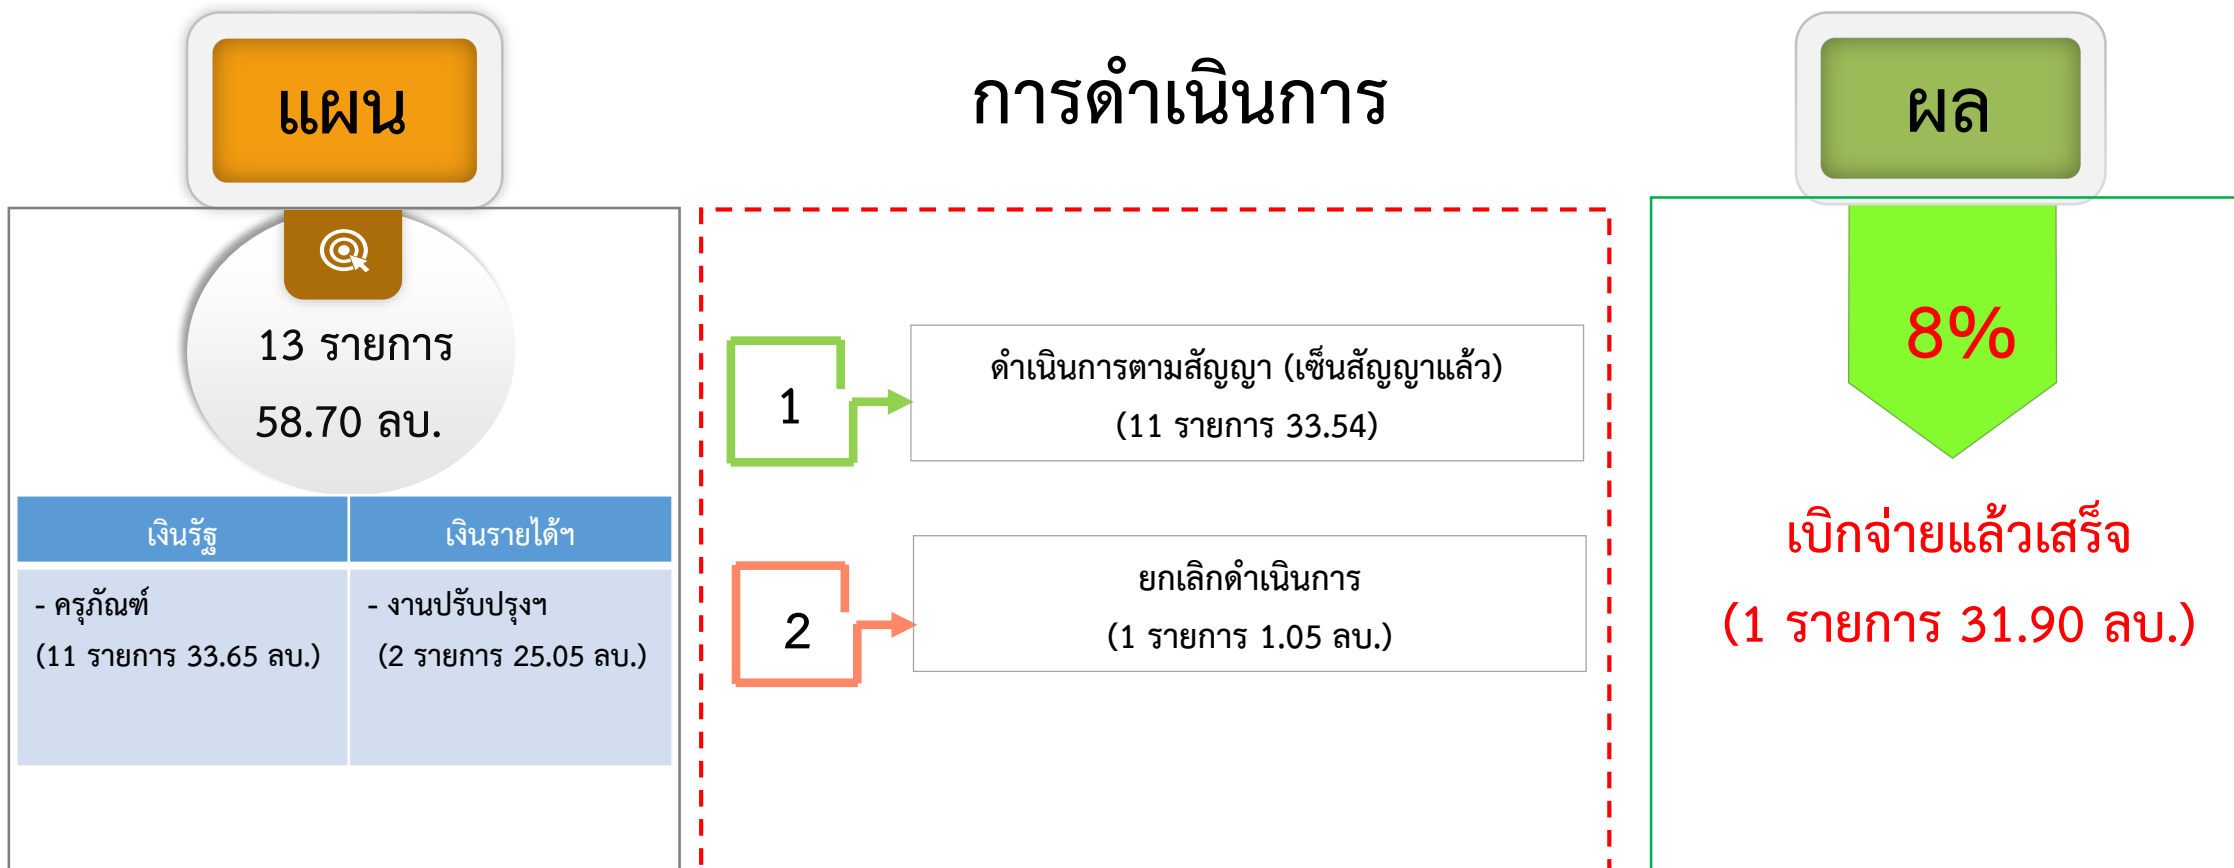 แผน
การดำเนินการ
ผล
13 รายการ
58.70 ลบ.
เงินรัฐ
เงินรายได้ฯ
- ครุภัณฑ์
(11 รายการ 33.65 ลบ.)
- งานปรับปรุงฯ
(2 รายการ 25.05 ลบ.)
1
ดำเนินการตามสัญญา (เซ็นสัญญาแล้ว)
(11 รายการ 33.54)
2
ยกเลิกดำเนินการ
(1 รายการ 1.05 ลบ.)
8%
เบิกจ่ายแล้วเสร็จ
(1 รายการ 31.90 ลบ.)